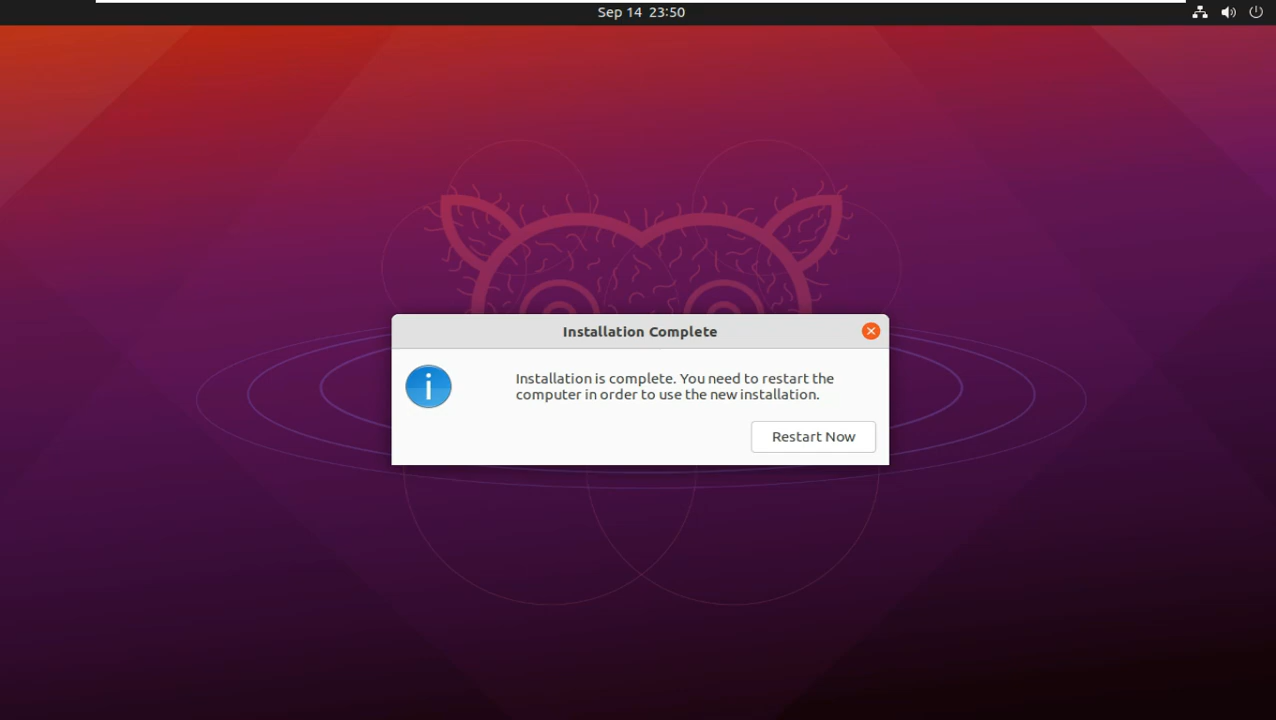 Sep 14 23:50
Installation Complete
Installation is complete. You need to restart the
computer in order to use the new installation.
Restart Now